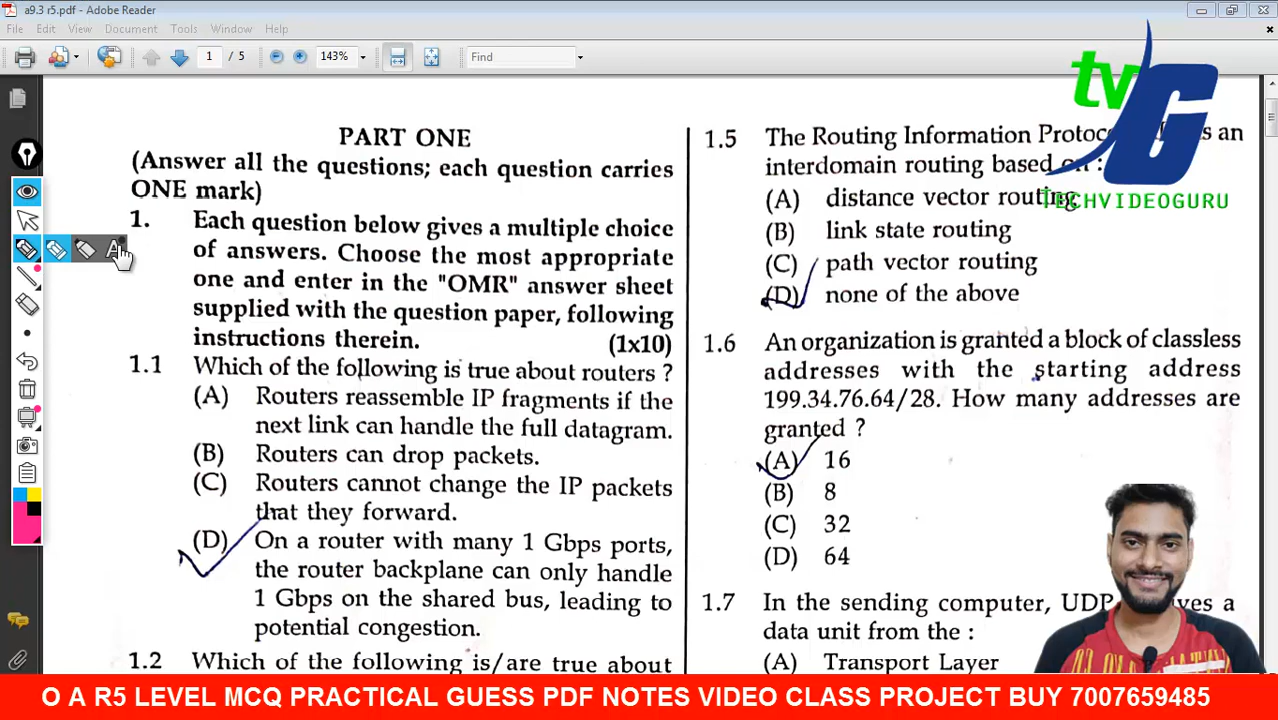 a9.3 r5.pdf - Adobe Reader
File Edit View Document Tools Window Help
1 / 5 143% Find
PART ONE
(Answer all the questions; each question carries
ONE mark)
1. Each question below gives a multiple choice
of answers. Choose the most appropriate
one and enter in the "OMR" answer sheet
supplied with the question paper, following
instructions therein. (1x10)
1.1 Which of the following is true about routers ?
(A) Routers reassemble IP fragments if the
next link can handle the full datagram.
(B) Routers can drop packets.
(C) Routers cannot change the IP packets
that they forward.
(D) On a router with many 1 Gbps ports,
the router backplane can only handle
1 Gbps on the shared bus, leading to
potential congestion.
1.2 Which of the following is/are true about
1.5 The Routing Information Protoc an
interdomain routing based on :
(A) distance vector routing
(B) link state routing
(C) path vector routing
(D) none of the above
1.6 An organization is granted a block of classless
addresses with the starting address
199.34.76.64/28. How many addresses are
granted ?
(A) 16
(B) 8
(C) 32
(D) 64
1.7 In the sending computer, UDP a
data unit from the :
(A) Transport Layer
tv G
TECHVIDEOGURU
O A R5 LEVEL MCQ PRACTICAL GUESS PDF NOTES VIDEO CLASS PROJECT BUY 7007659485